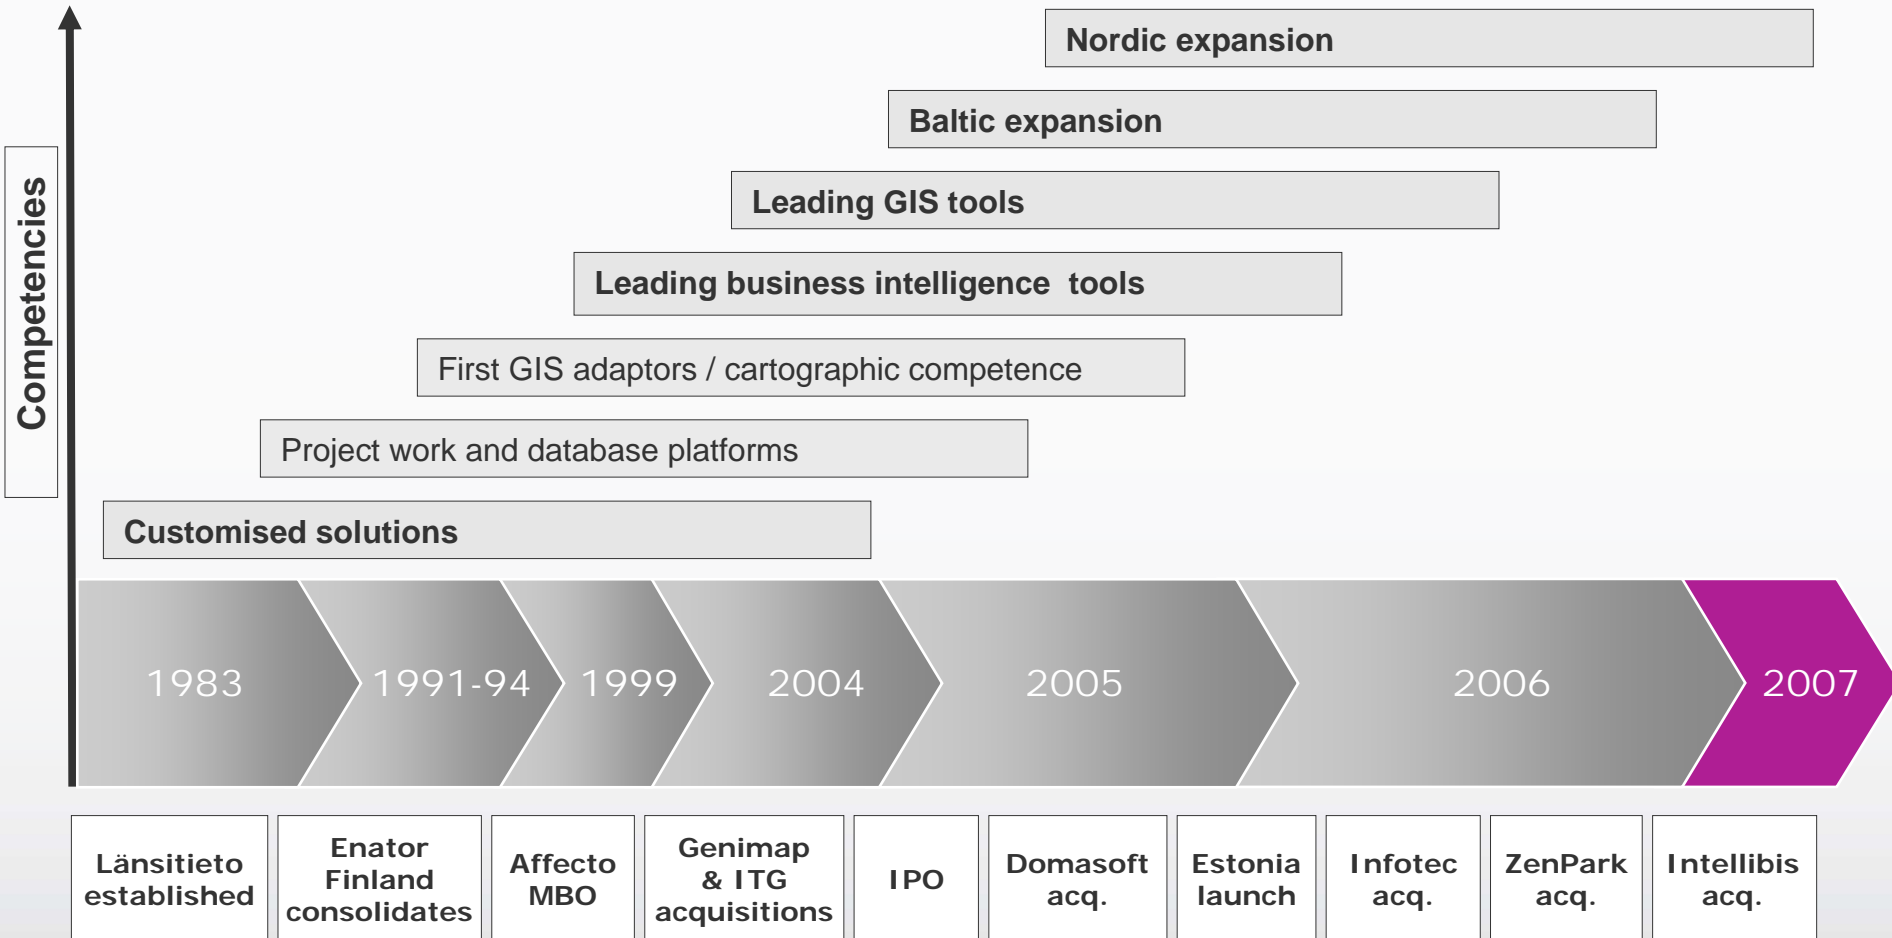 Nordic expansion
Baltic expansion
Leading GIS tools
Leading business intelligence  tools
First GIS adaptors / cartographic competence
Project work and database platforms
Customised solutions
Competencies
1983
1991-94
1999
2004
2005
2006
2007
Länsitieto
established
Enator
Finland
consolidates
Affecto
MBO
Genimap
& ITG
acquisitions
IPO
Domasoft
acq.
Estonia
launch
Infotec
acq.
ZenPark
acq.
Intellibis
acq.